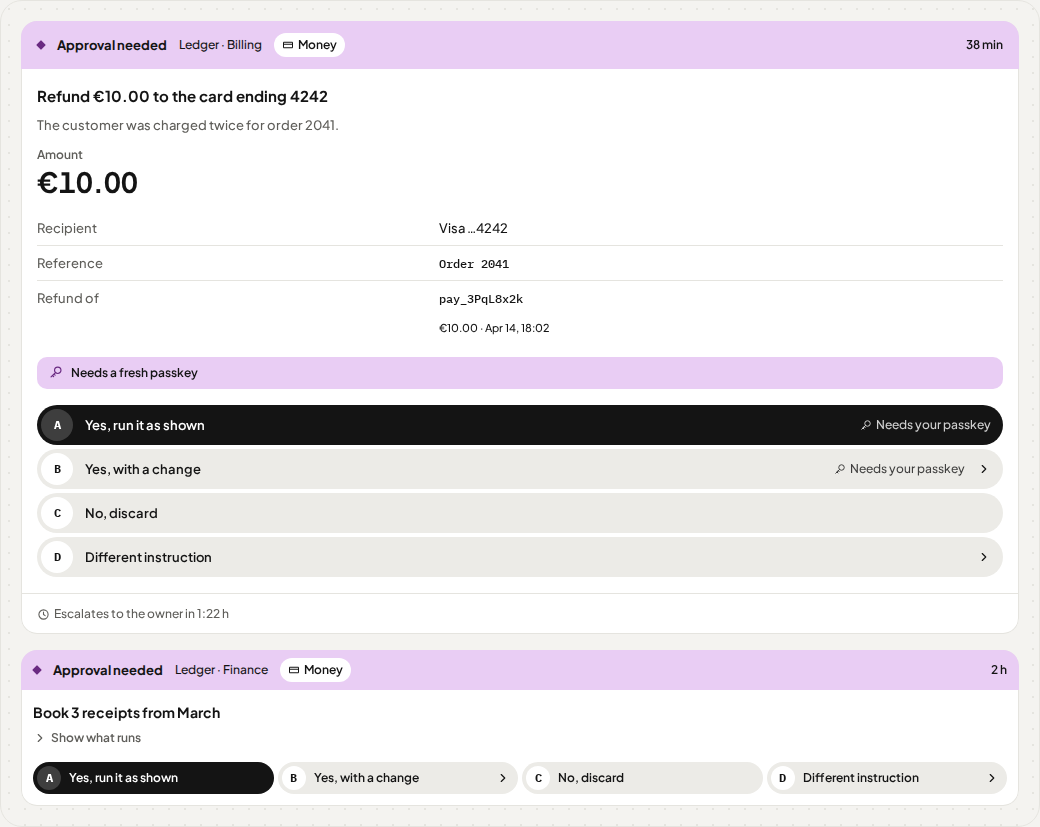 Approval needed Ledger · Billing Money 38 min
Refund €10.00 to the card ending 4242
The customer was charged twice for order 2041.
Amount
€10.00
Recipient Visa …4242
Reference Order 2041
Refund of pay_3PqL8x2k
€10.00 · Apr 14, 18:02
Needs a fresh passkey
A Yes, run it as shown Needs your passkey
B Yes, with a change Needs your passkey
C No, discard
D Different instruction
Escalates to the owner in 1:22 h
Approval needed Ledger · Finance Money 2 h
Book 3 receipts from March
Show what runs
A Yes, run it as shown B Yes, with a change C No, discard D Different instruction